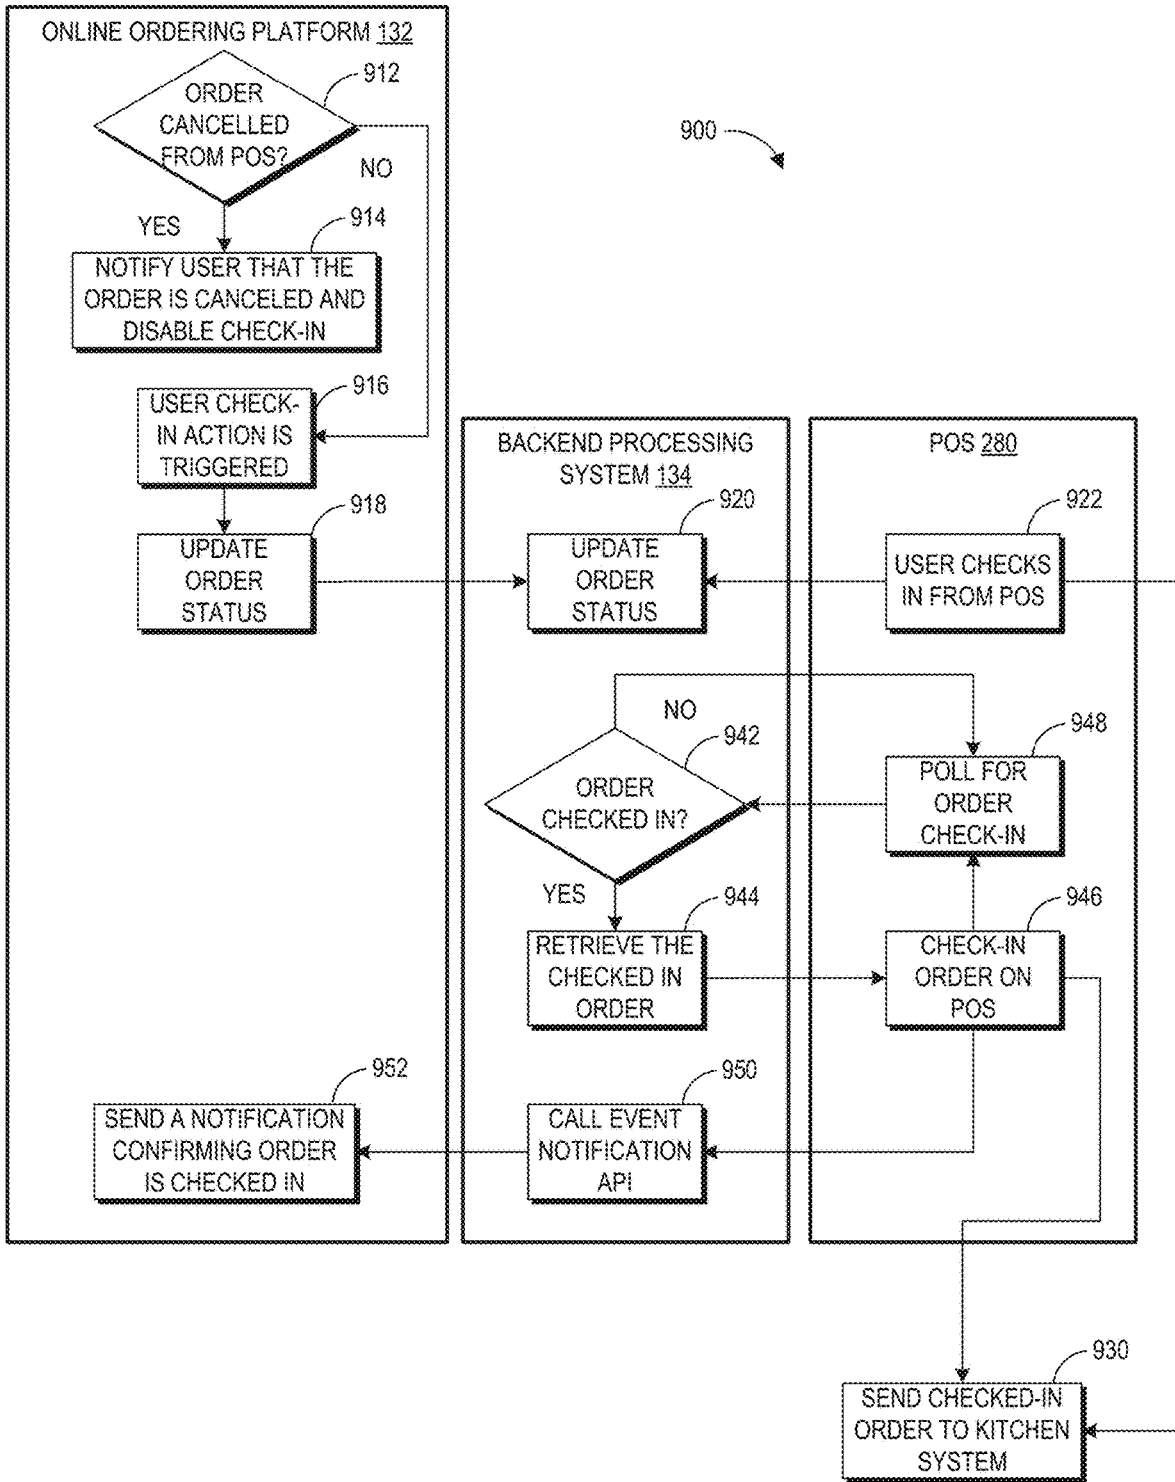 ONLINE ORDERING PLATFORM 132
912
ORDER
CANCELLED
FROM POS?
NO
YES
900
914
NOTIFY USER THAT THE
ORDER IS CANCELED AND
DISABLE CHECK-IN
916
USER CHECK-
IN ACTION IS
TRIGGERED
918
UPDATE
ORDER
STATUS
BACKEND PROCESSING
SYSTEM 134
920
UPDATE
ORDER
STATUS
POS 280
922
USER CHECKS
IN FROM POS
NO
942
ORDER
CHECKED IN?
YES
948
POLL FOR
ORDER
CHECK-IN
944
RETRIEVE THE
CHECKED IN
ORDER
946
CHECK-IN
ORDER ON
POS
952
SEND A NOTIFICATION
CONFIRMING ORDER
IS CHECKED IN
950
CALL EVENT
NOTIFICATION
API
930
SEND CHECKED-IN
ORDER TO KITCHEN
SYSTEM